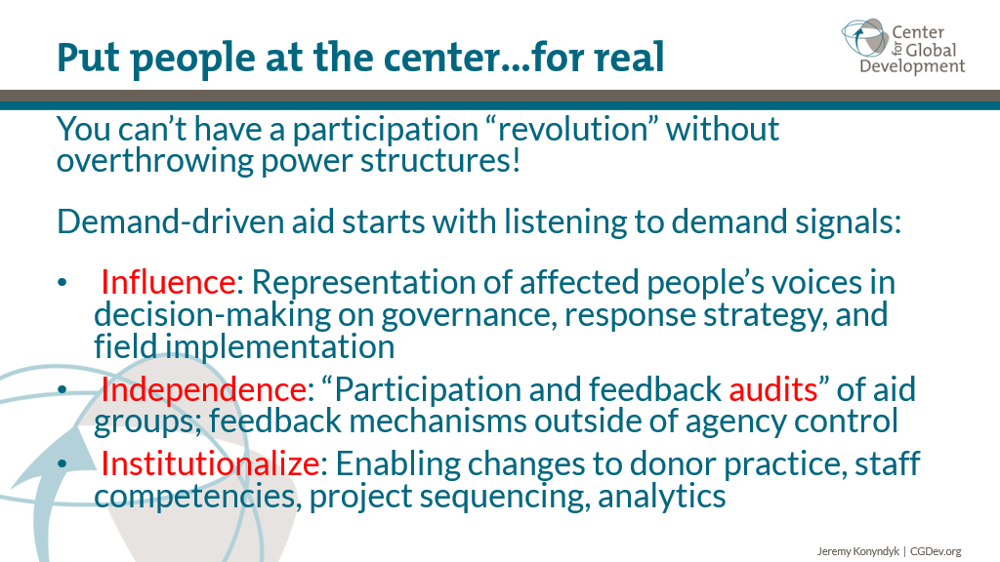 Put people at the center...for real
Center
for Global
Development
You can’t have a participation “revolution” without
overthrowing power structures!
Demand-driven aid starts with listening to demand signals:
• Influence: Representation of affected people’s voices in
decision-making on governance, response strategy, and
field implementation
• Independence: “Participation and feedback audits” of aid
groups; feedback mechanisms outside of agency control
• Institutionalize: Enabling changes to donor practice, staff
competencies, project sequencing, analytics
Jeremy Konyndyk | CGDev.org